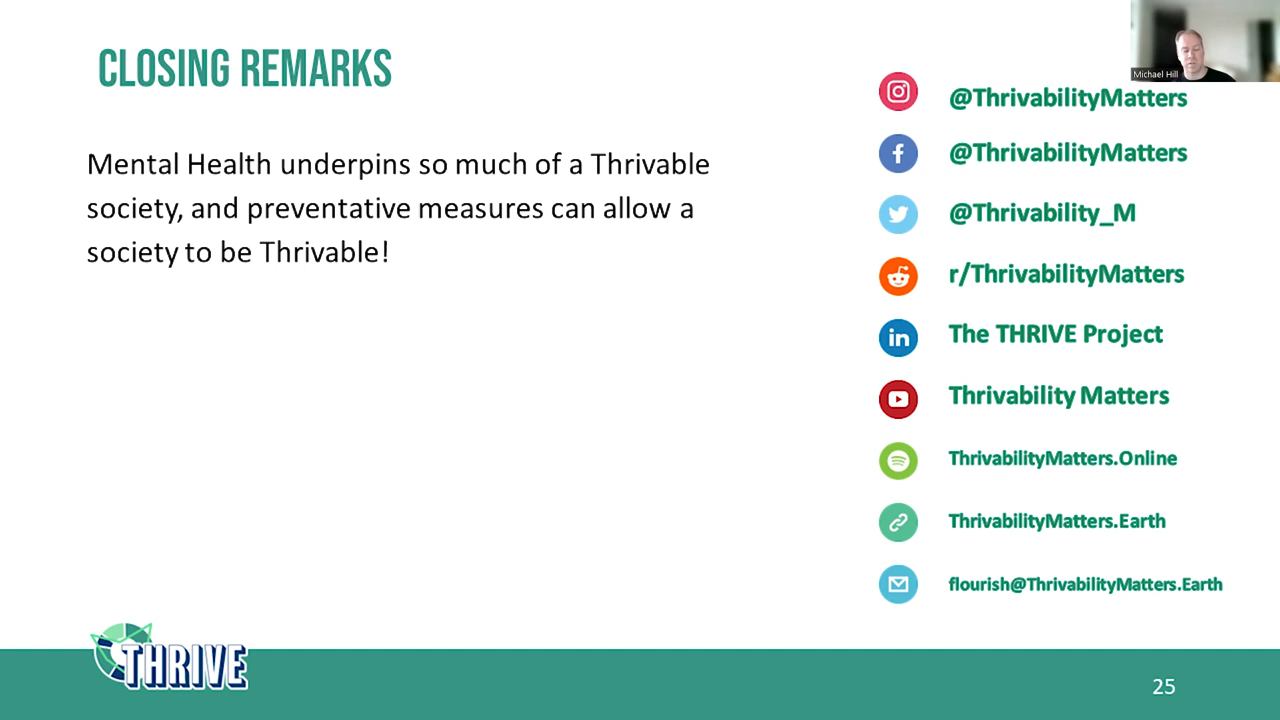 CLOSING REMARKS
Mental Health underpins so much of a Thrivable
society, and preventative measures can allow a
society to be Thrivable!
Michael Hill
@ThrivabilityMatters
@ThrivabilityMatters
@Thrivability_M
r/ThrivabilityMatters
The THRIVE Project
Thrivability Matters
ThrivabilityMatters.Online
ThrivabilityMatters.Earth
flourish@ThrivabilityMatters.Earth
THRIVE
25